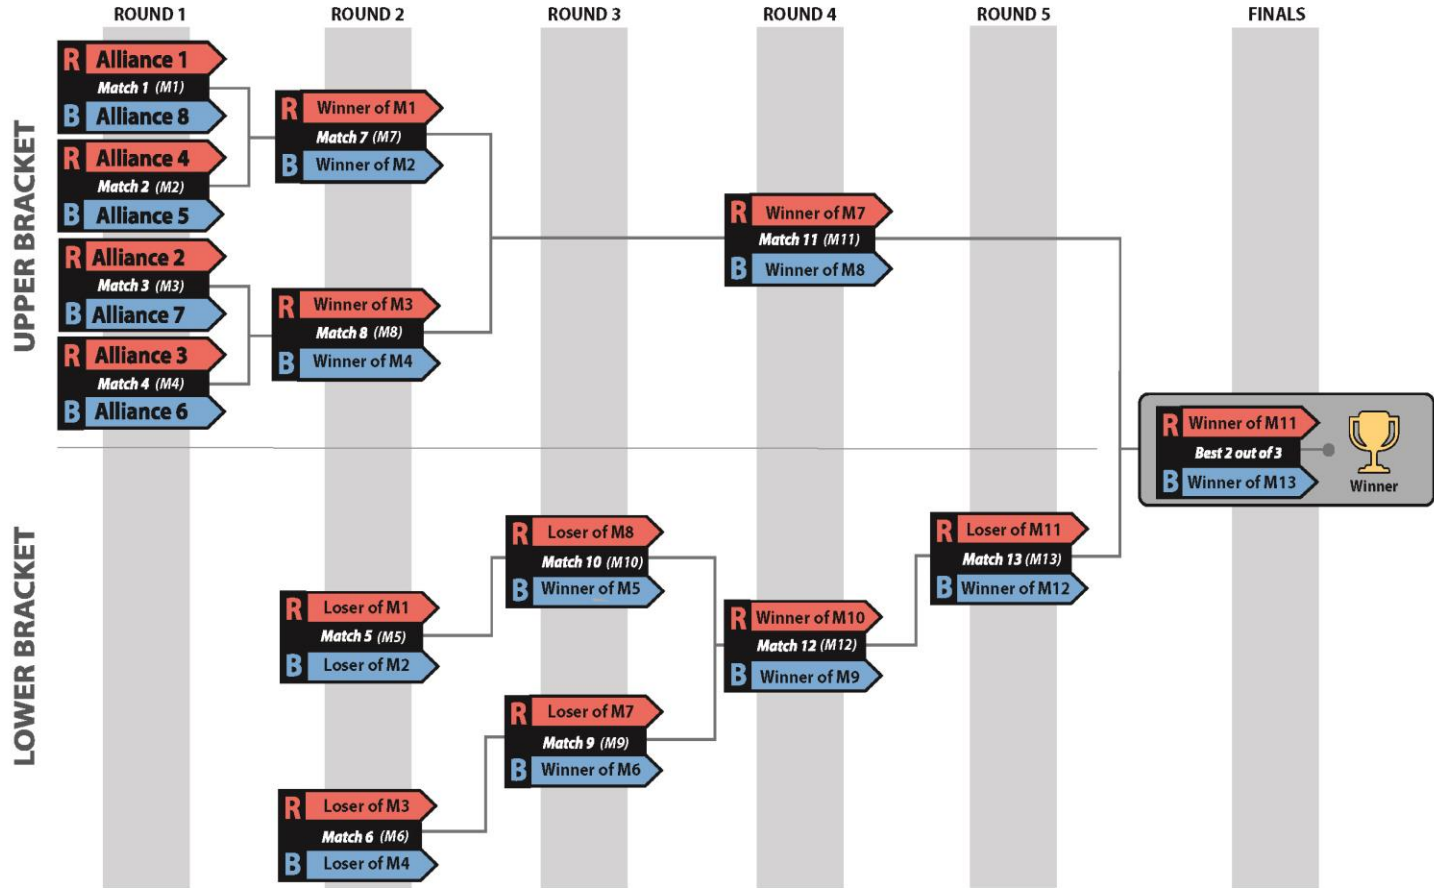 ROUND 1
ROUND 2
ROUND 3
ROUND 4
ROUND 5
FINALS
UPPER BRACKET
R Alliance 1
Match 1 (M1)
B Alliance 8
R Alliance 4
Match 2 (M2)
B Alliance 5
R Alliance 2
Match 3 (M3)
B Alliance 7
R Alliance 3
Match 4 (M4)
B Alliance 6
R Winner of M1
Match 7 (M7)
B Winner of M2
R Winner of M3
Match 8 (M8)
B Winner of M4
R Winner of M7
Match 11 (M11)
B Winner of M8
R Winner of M11
Best 2 out of 3
B Winner of M13
Winner
LOWER BRACKET
R Loser of M1
Match 5 (M5)
B Loser of M2
R Loser of M3
Match 6 (M6)
B Loser of M4
R Loser of M8
Match 10 (M10)
B Winner of M5
R Loser of M7
Match 9 (M9)
B Winner of M6
R Winner of M10
Match 12 (M12)
B Winner of M9
R Loser of M11
Match 13 (M13)
B Winner of M12